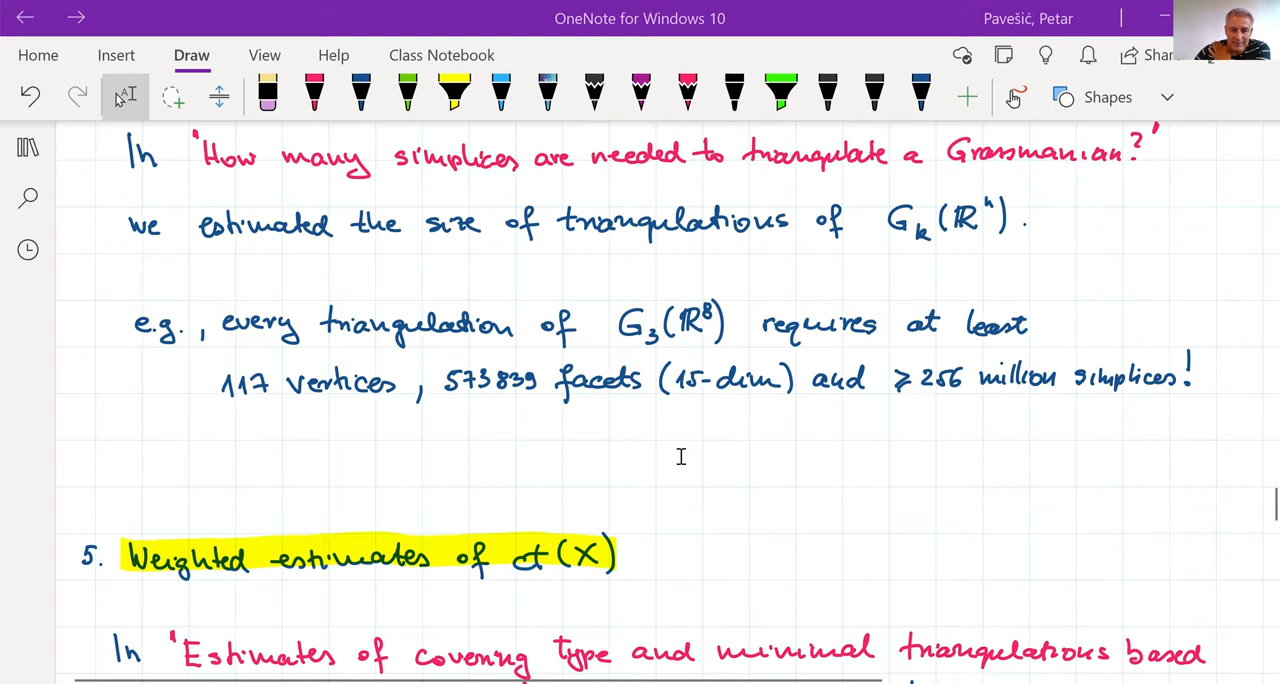 OneNote for Windows 10
Pavešić, Petar
Home Insert Draw View Help Class Notebook
Shar
Shapes
In "How many simplices are needed to triangulate a Grassmanian?"
we estimated the size of triangulations of G_k(ℝ^n).
e.g., every triangulation of G_3(ℝ^8) requires at least
117 vertices, 573839 facets (15-dim) and ⩾256 million simplices!
5. Weighted estimates of ct(X)
In "Estimates of covering type and minimal triangulations based